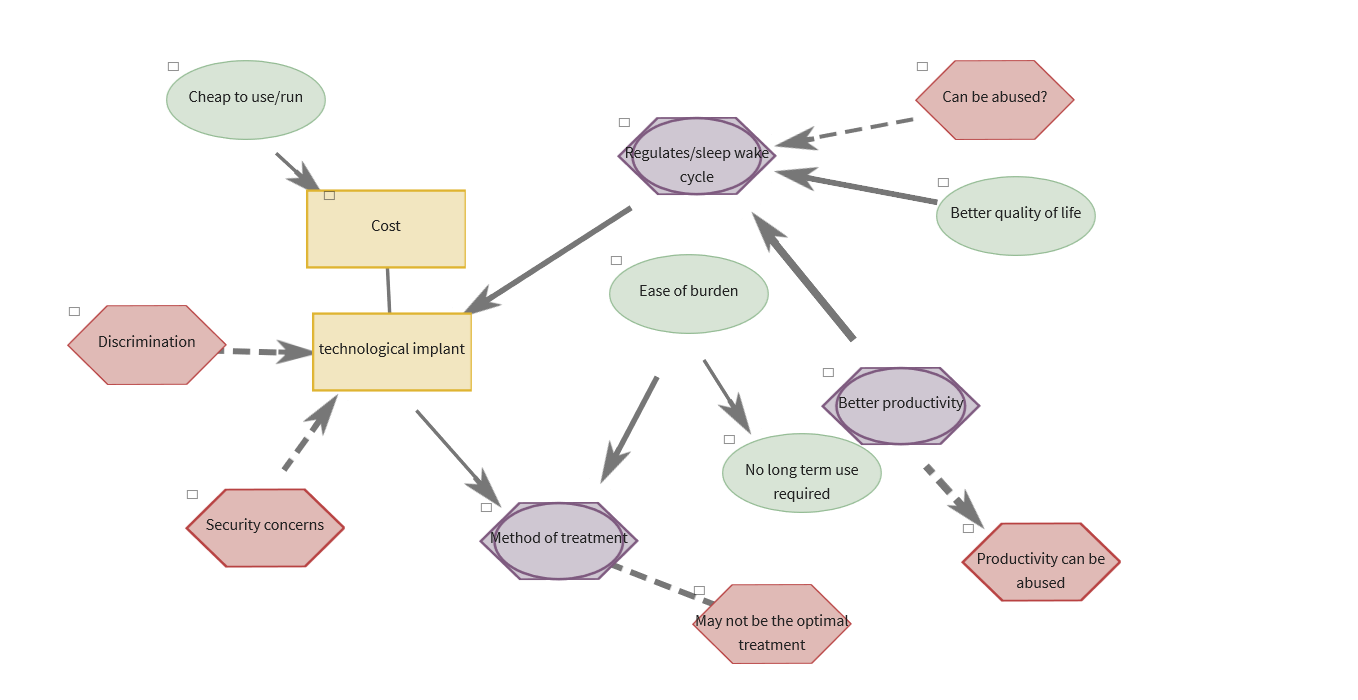 Cheap to use/run
Can be abused?
Regulates/sleep wake
cycle
Better quality of life
Cost
Ease of burden
Discrimination
technological implant
Better productivity
No long term use
required
Security concerns
Method of treatment
Productivity can be
abused
May not be the optimal
treatment